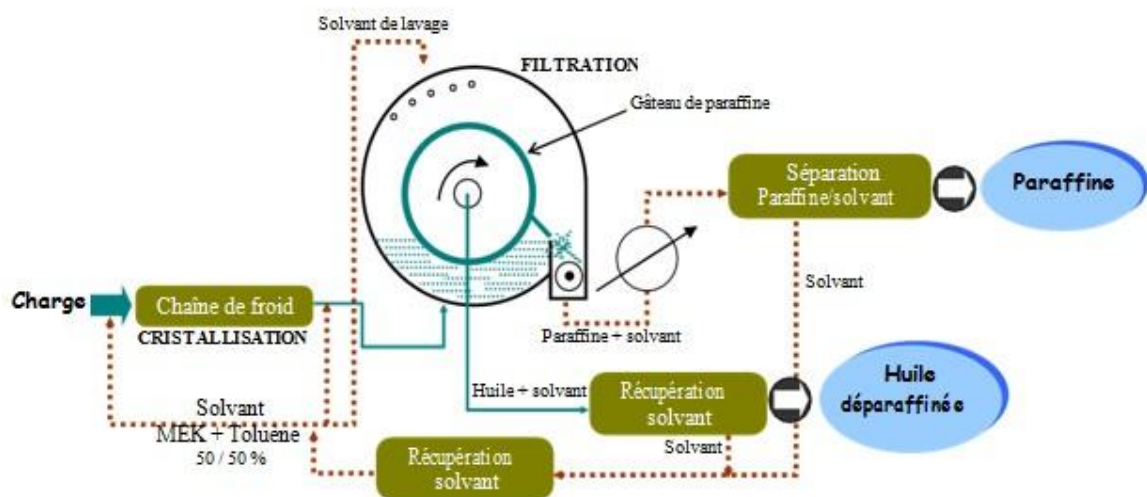 Solvant de lavage
FILTRATION
Gâteau de paraffine
Séparation
Paraffine/solvant
Paraffine
Solvant
Charge
Chaîne de froid
CRISTALLISATION
Paraffine + solvant
Huile + solvant
Récupération
solvant
Huile
déparaffinée
Solvant
MEK + Toluène
50 / 50 %
Récupération
solvant
Solvant